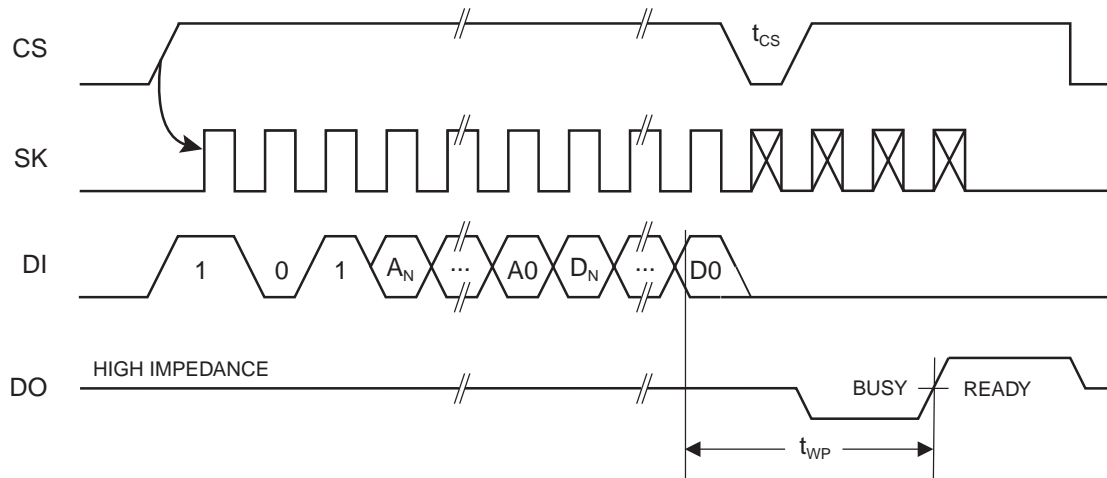 CS
t_CS
SK
DI
1 0 1 A_N ... A0 D_N ... D0
HIGH IMPEDANCE
DO
BUSY READY
t_WP